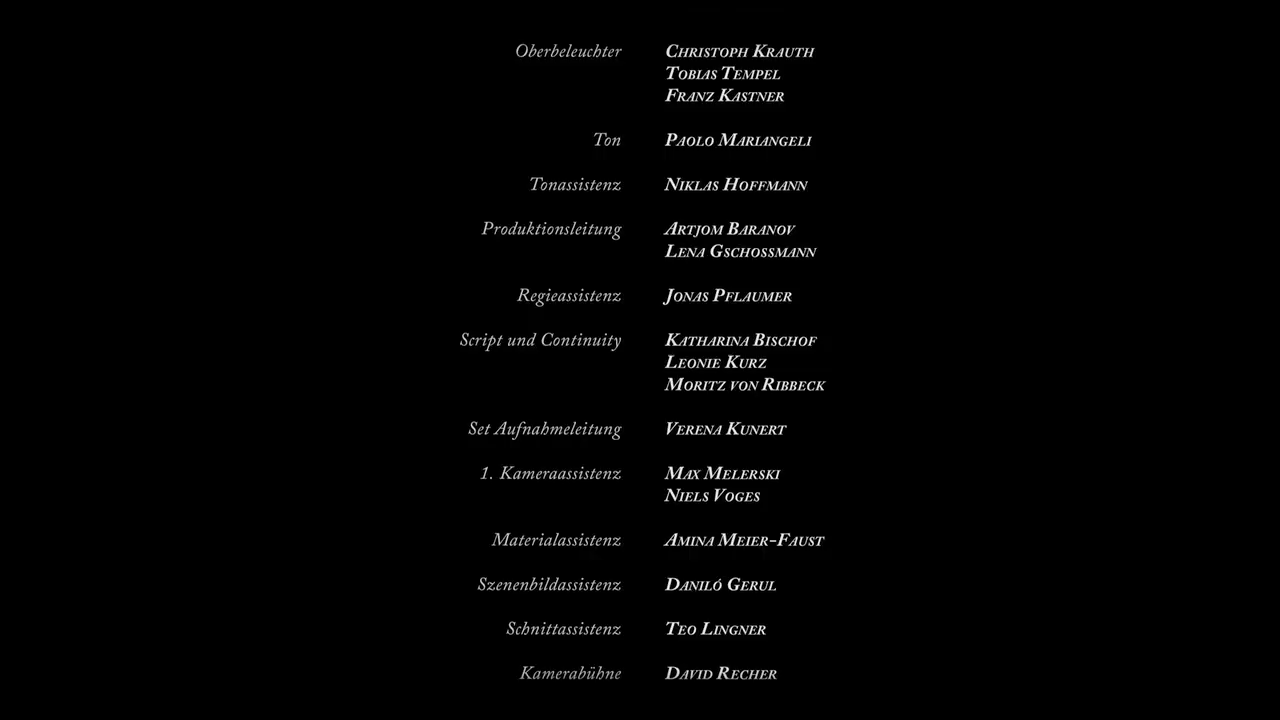 Oberbeleuchter CHRISTOPH KRAUTH
TOBIAS TEMPEL
FRANZ KASTNER
Ton PAOLO MARIANGELI
Tonassistenz NIKLAS HOFFMANN
Produktionsleitung ARTJOM BARANOV
LENA GSCHOSSMANN
Regieassistenz JONAS PFLAUMER
Script und Continuity KATHARINA BISCHOF
LEONIE KURZ
MORITZ VON RIBBECK
Set Aufnahmeleitung VERENA KUNERT
1. Kameraassistenz MAX MELERSKI
NIELS VOGES
Materialassistenz AMINA MEIER-FAUST
Szenenbildassistenz DANILÓ GERUL
Schnittassistenz TEO LINGNER
Kamerabühne DAVID RECHER